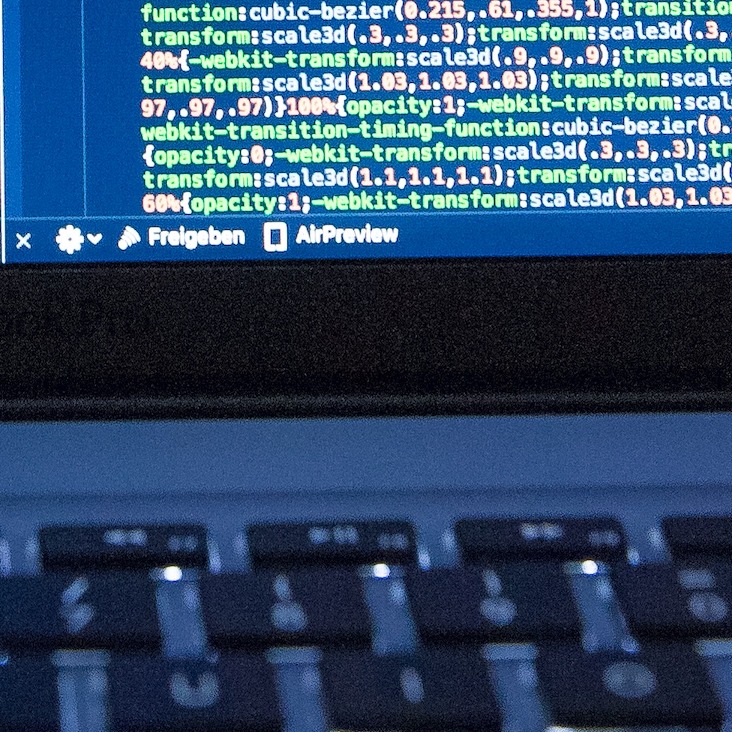 function:cubic-bezier(0.215,.61,.355,1);transitio
transform:scale3d(.3,.3,.3);transform:scale3d(.3,.
40%{-webkit-transform:scale3d(.9,.9,.9);transform
transform:scale3d(1.03,1.03,1.03);transform:scale
97,.97,.97)}100%{opacity:1;-webkit-transform:scal
webkit-transition-timing-function:cubic-bezier(0.
{opacity:0;-webkit-transform:scale3d(.3,.3,.3);tr
transform:scale3d(1.1,1.1,1.1);transform:scale3d(
60%{opacity:1;-webkit-transform:scale3d(1.03,1.03
Freigeben AirPreview
ook Pro